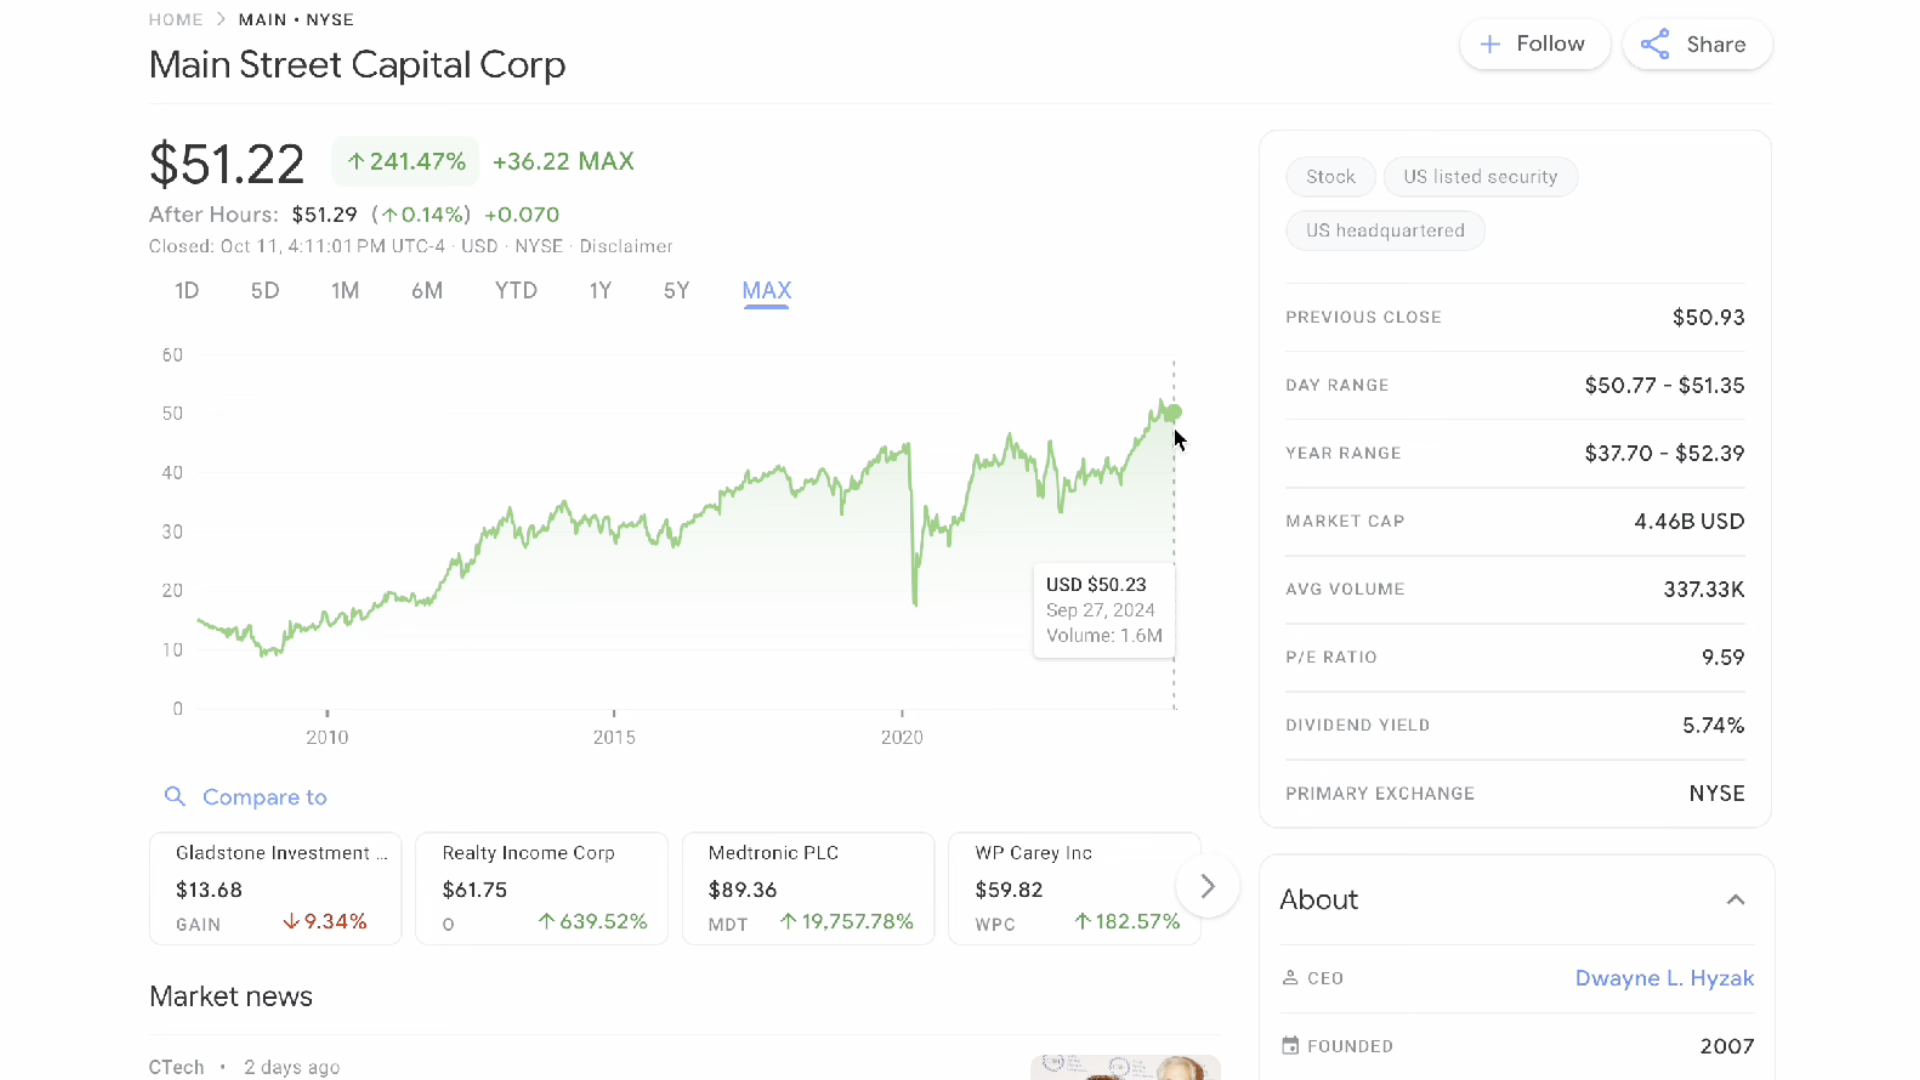 HOME > MAIN • NYSE
Main Street Capital Corp
+ Follow
Share
$51.22 ↑241.47% +36.22 MAX
After Hours: $51.29 (↑0.14%) +0.070
Closed: Oct 11, 4:11:01 PM UTC-4 · USD · NYSE · Disclaimer
1D 5D 1M 6M YTD 1Y 5Y MAX
60
50
40
30
20
10
0
USD $50.23
Sep 27, 2024
Volume: 1.6M
2010 2015 2020
Compare to
Gladstone Investment ...
$13.68
GAIN ↓9.34%
Realty Income Corp
$61.75
O ↑639.52%
Medtronic PLC
$89.36
MDT ↑19,757.78%
WP Carey Inc
$59.82
WPC ↑182.57%
Market news
CTech • 2 days ago
Stock US listed security
US headquartered
PREVIOUS CLOSE $50.93
DAY RANGE $50.77 - $51.35
YEAR RANGE $37.70 - $52.39
MARKET CAP 4.46B USD
AVG VOLUME 337.33K
P/E RATIO 9.59
DIVIDEND YIELD 5.74%
PRIMARY EXCHANGE NYSE
About
CEO Dwayne L. Hyzak
FOUNDED 2007